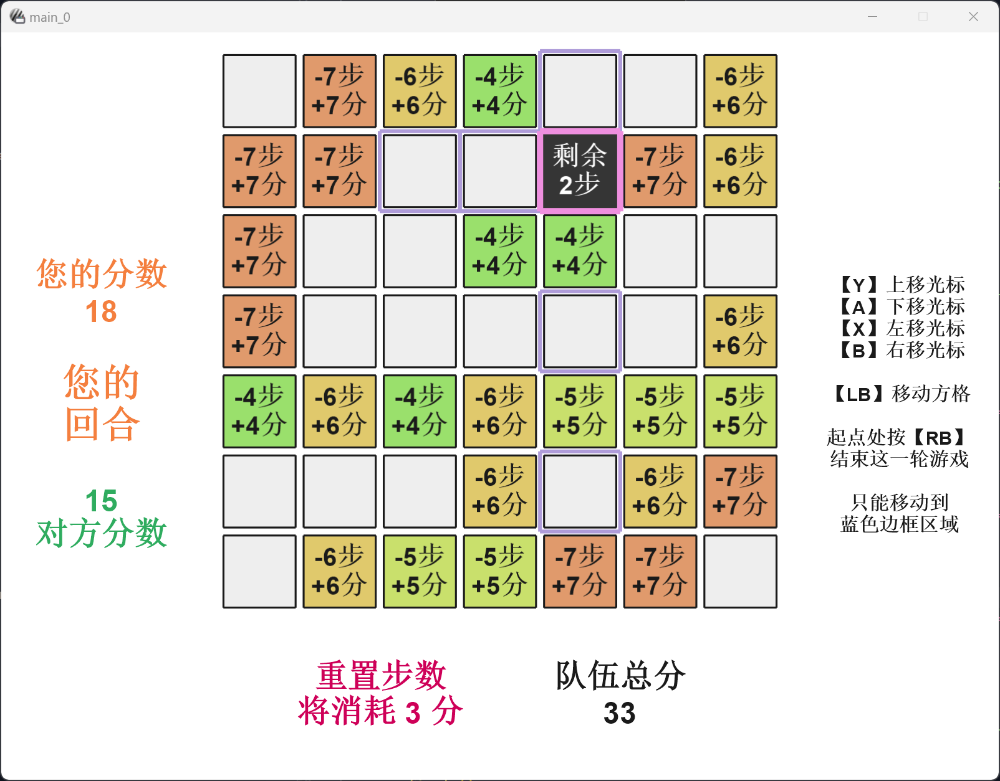 main_0
-7步 -6步 -4步 -6步
+7分 +6分 +4分 +6分
-7步 -7步 剩余 -7步 -6步
+7分 +7分 2步 +7分 +6分
-7步 -4步 -4步
+7分 +4分 +4分
-7步 -6步
+7分 +6分
-4步 -6步 -4步 -6步 -5步 -5步 -5步
+4分 +6分 +4分 +6分 +5分 +5分 +5分
-6步 -6步 -7步
+6分 +6分 +7分
-6步 -5步 -5步 -7步 -7步
+6分 +5分 +5分 +7分 +7分
您的分数
18
您的
回合
15
对方分数
【Y】上移光标
【A】下移光标
【X】左移光标
【B】右移光标
【LB】移动方格
起点处按【RB】
结束这一轮游戏
只能移动到
蓝色边框区域
重置步数
将消耗 3 分
队伍总分
33